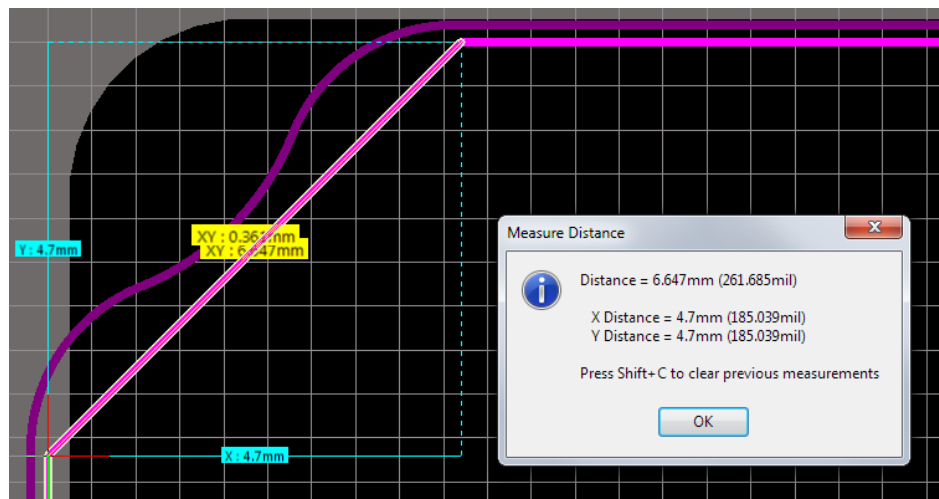 XY : 0.361mm
XY : 6.647mm
Y : 4.7mm
X : 4.7mm
Measure Distance
Distance = 6.647mm (261.685mil)
X Distance = 4.7mm (185.039mil)
Y Distance = 4.7mm (185.039mil)
Press Shift+C to clear previous measurements
OK